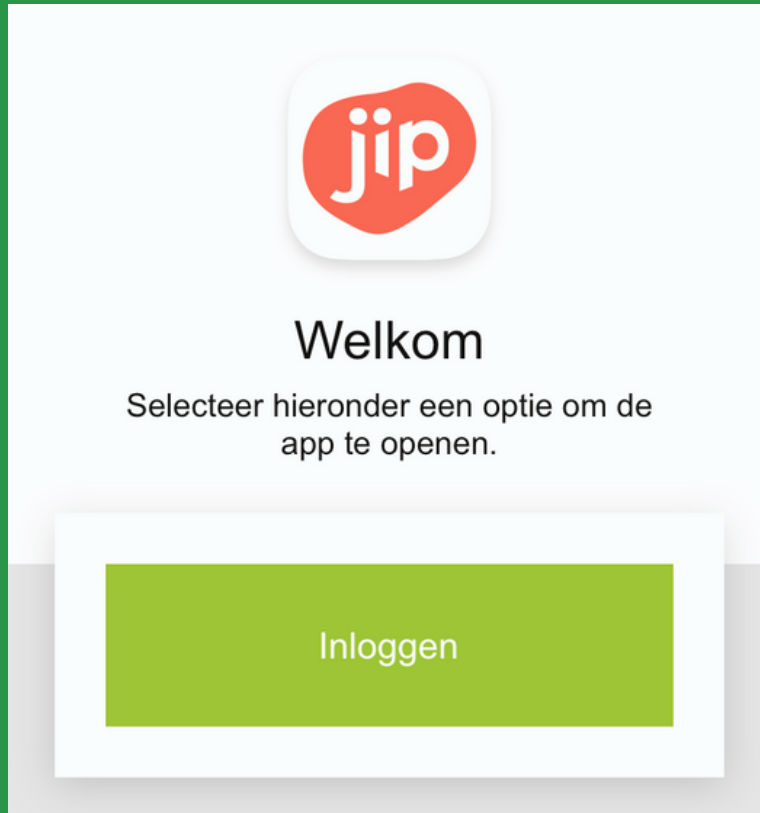 jip
Welkom
Selecteer hieronder een optie om de
app te openen.
Inloggen